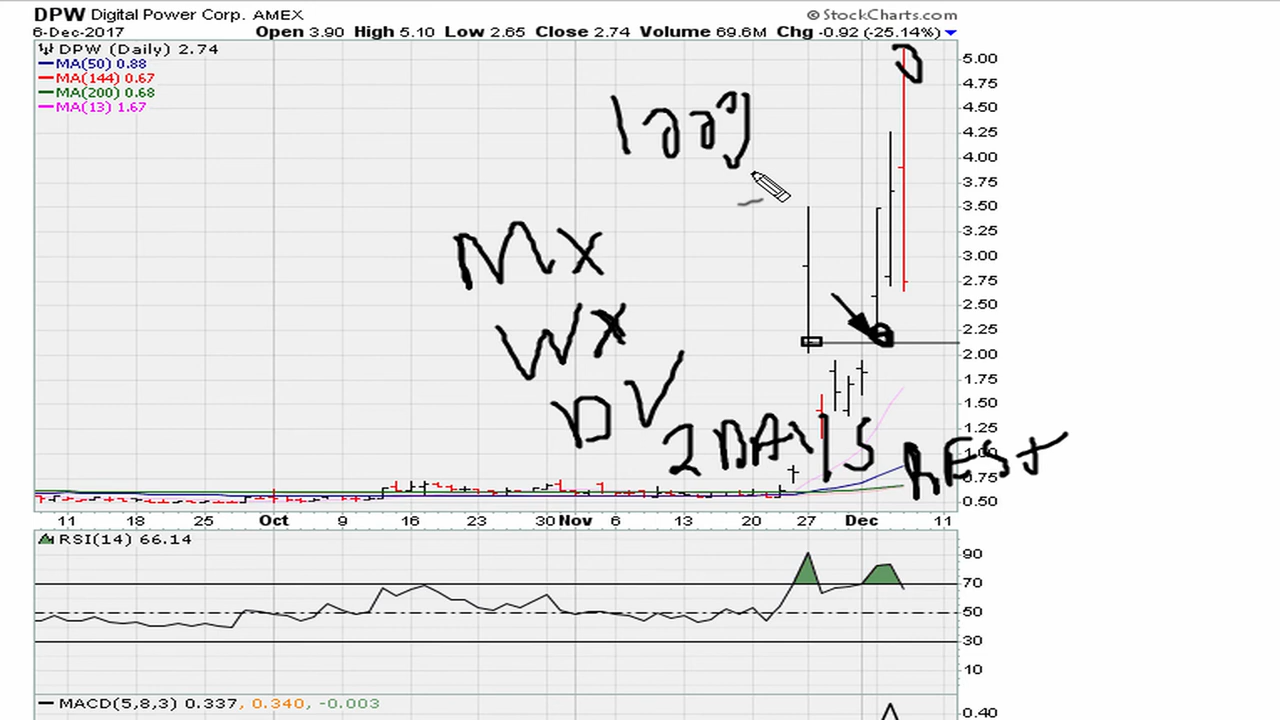 DPW Digital Power Corp. AMEX © StockCharts.com
6-Dec-2017 Open 3.90 High 5.10 Low 2.65 Close 2.74 Volume 69.6M Chg -0.92 (-25.14%)
DPW (Daily) 2.74
MA(50) 0.88
MA(144) 0.67
MA(200) 0.68
MA(13) 1.67
5.00
4.75
4.50
4.25
4.00
3.75
3.50
3.25
3.00
2.75
2.50
2.25
2.00
1.75
1.50
1.25
1.00
0.75
0.50
MX
WX
DV
2 DAYS REST
11 18 25 Oct 9 16 23 30 Nov 6 13 20 27 Dec 11
RSI(14) 66.14
90
70
50
30
10
MACD(5,8,3) 0.337, 0.340, -0.003
0.40